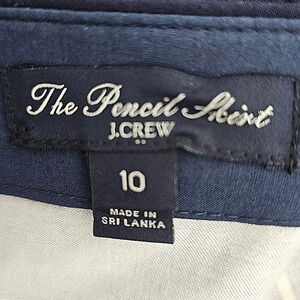 The Pencil Skirt
J.CREW
10
MADE IN
SRI LANKA